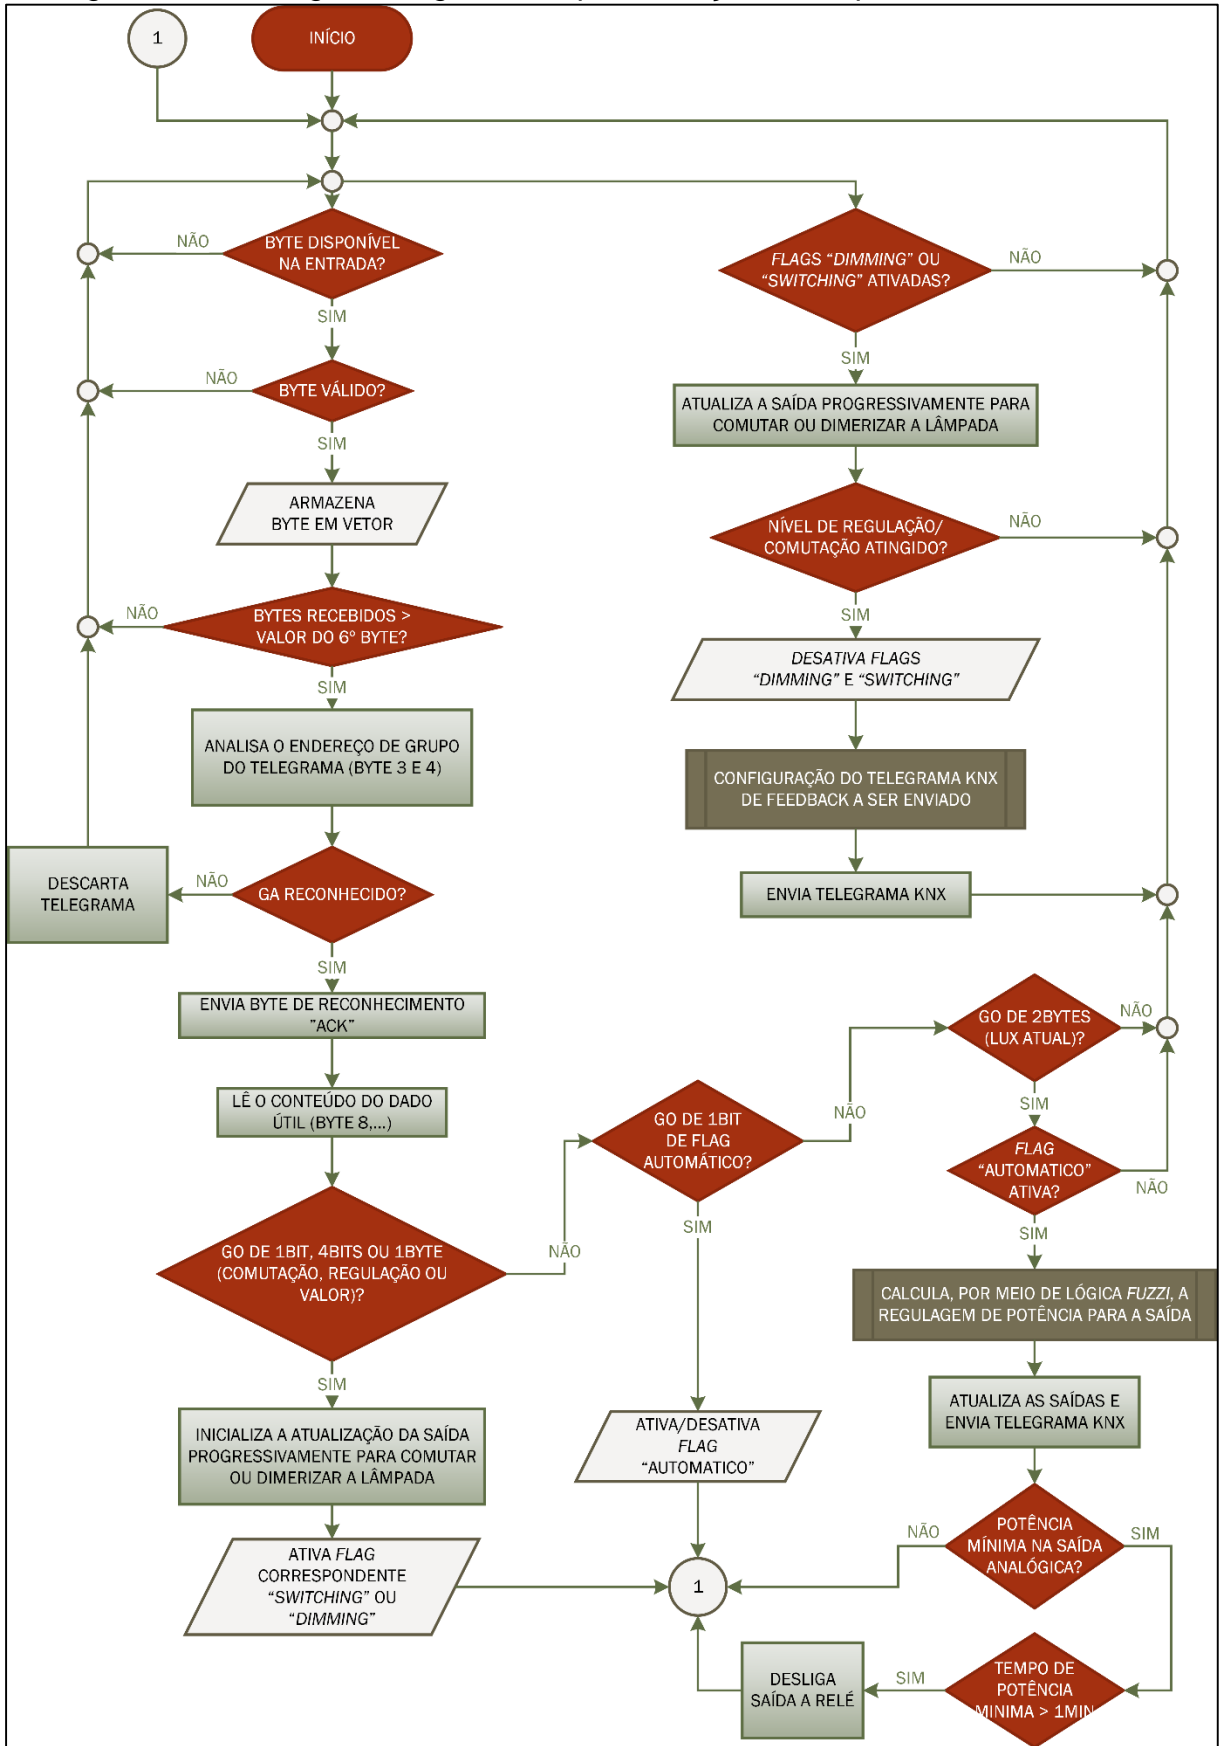 1
INÍCIO
BYTE DISPONÍVEL
NA ENTRADA?
NÃO
SIM
BYTE VÁLIDO?
NÃO
SIM
ARMAZENA
BYTE EM VETOR
BYTES RECEBIDOS >
VALOR DO 6º BYTE?
NÃO
SIM
ANALISA O ENDEREÇO DE GRUPO
DO TELEGRAMA (BYTE 3 E 4)
GA RECONHECIDO?
NÃO
DESCARTA
TELEGRAMA
SIM
ENVIA BYTE DE RECONHECIMENTO
"ACK"
LÊ O CONTEÚDO DO DADO
ÚTIL (BYTE 8,...)
GO DE 1BIT, 4BITS OU 1BYTE
(COMUTAÇÃO, REGULAÇÃO OU
VALOR)?
NÃO
SIM
INICIALIZA A ATUALIZAÇÃO DA SAÍDA
PROGRESSIVAMENTE PARA COMUTAR
OU DIMERIZAR A LÂMPADA
ATIVA FLAG
CORRESPONDENTE
"SWITCHING" OU
"DIMMING"
FLAGS "DIMMING" OU
"SWITCHING" ATIVADAS?
NÃO
SIM
ATUALIZA A SAÍDA PROGRESSIVAMENTE PARA
COMUTAR OU DIMERIZAR A LÂMPADA
NÍVEL DE REGULAÇÃO/
COMUTAÇÃO ATINGIDO?
NÃO
SIM
DESATIVA FLAGS
"DIMMING" E "SWITCHING"
CONFIGURAÇÃO DO TELEGRAMA KNX
DE FEEDBACK A SER ENVIADO
ENVIA TELEGRAMA KNX
GO DE 1BIT
DE FLAG
AUTOMÁTICO?
NÃO
SIM
ATIVA/DESATIVA
FLAG
"AUTOMATICO"
1
GO DE 2BYTES
(LUX ATUAL)?
NÃO
SIM
FLAG
"AUTOMATICO"
ATIVA?
NÃO
SIM
CALCULA, POR MEIO DE LÓGICA FUZZI, A
REGULAGEM DE POTÊNCIA PARA A SAÍDA
ATUALIZA AS SAÍDAS E
ENVIA TELEGRAMA KNX
POTÊNCIA
MÍNIMA NA SAÍDA
ANALÓGICA?
NÃO
SIM
TEMPO DE
POTÊNCIA
MINIMA > 1MIN
SIM
DESLIGA
SAÍDA A RELÉ